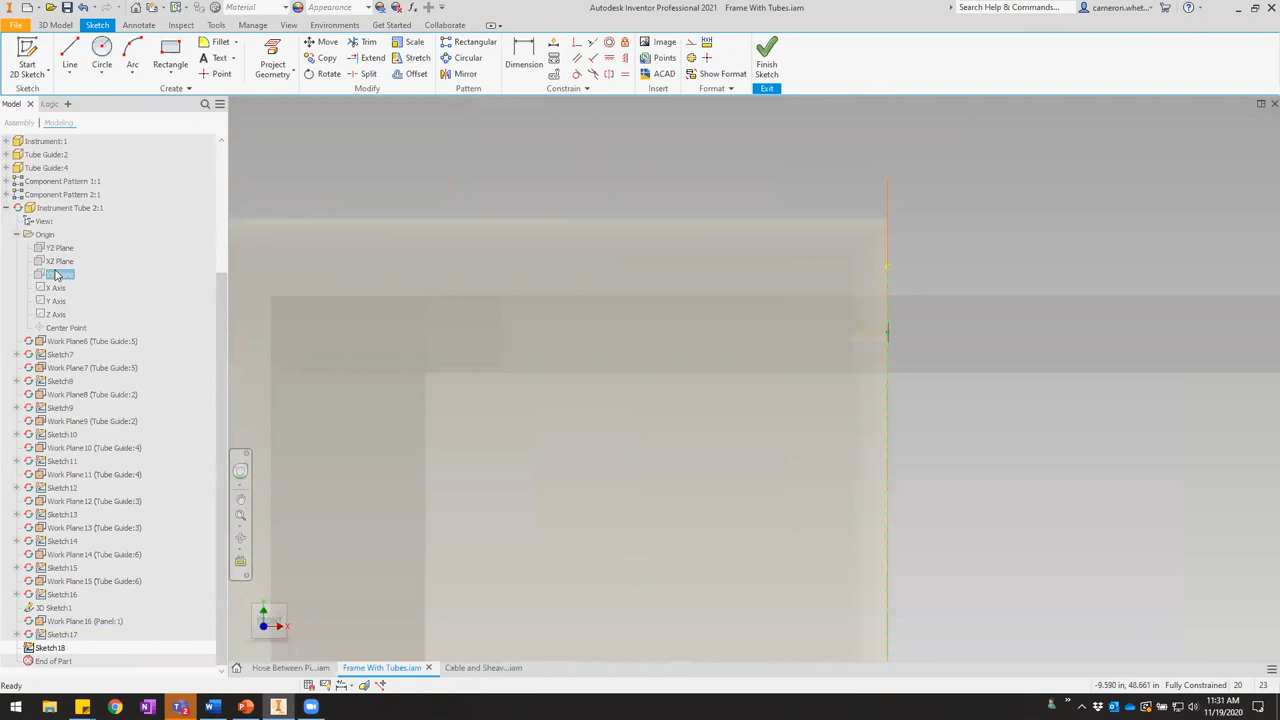 Material
Appearance
Autodesk Inventor Professional 2021
Frame With Tubes.iam
Search Help & Commands...
cameron.whet...
File
3D Model
Sketch
Annotate
Inspect
Tools
Manage
View
Environments
Get Started
Collaborate
Start
2D Sketch
Line
Circle
Arc
Rectangle
Fillet
Text
Point
Project
Geometry
Move
Copy
Rotate
Trim
Extend
Split
Scale
Stretch
Offset
Rectangular
Circular
Mirror
Dimension
Image
Points
ACAD
Show Format
Finish
Sketch
Sketch
Create
Modify
Pattern
Constrain
Insert
Format
Exit
Model
iLogic
Assembly
Modeling
Instrument:1
Tube Guide:2
Tube Guide:4
Component Pattern 1:1
Component Pattern 2:1
Instrument Tube 2:1
View:
Origin
YZ Plane
XZ Plane
X Axis
Y Axis
Z Axis
Center Point
Work Plane6 (Tube Guide:5)
Sketch7
Work Plane7 (Tube Guide:5)
Sketch8
Work Plane8 (Tube Guide:2)
Sketch9
Work Plane9 (Tube Guide:2)
Sketch10
Work Plane10 (Tube Guide:4)
Sketch11
Work Plane11 (Tube Guide:4)
Sketch12
Work Plane12 (Tube Guide:3)
Sketch13
Work Plane13 (Tube Guide:3)
Sketch14
Work Plane14 (Tube Guide:6)
Sketch15
Work Plane15 (Tube Guide:6)
Sketch16
3D Sketch1
Work Plane16 (Panel:1)
Sketch17
Sketch18
End of Part
FRONT
X
Hose Between Pi...iam
Frame With Tubes.iam
Cable and Sheav...iam
Ready
-9.590 in, 48.661 in
Fully Constrained
20
23
11:31 AM
11/19/2020